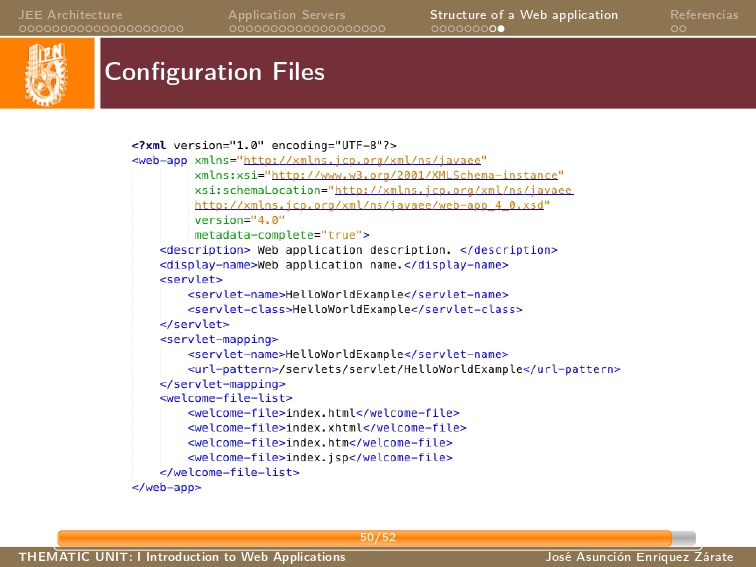 JEE Architecture Application Servers Structure of a Web application Referencias
IPN
Configuration Files
<?xml version="1.0" encoding="UTF-8"?>
<web-app xmlns="http://xmlns.jcp.org/xml/ns/javaee"
xmlns:xsi="http://www.w3.org/2001/XMLSchema-instance"
xsi:schemaLocation="http://xmlns.jcp.org/xml/ns/javaee
http://xmlns.jcp.org/xml/ns/javaee/web-app_4_0.xsd"
version="4.0"
metadata-complete="true">
<description> Web application description. </description>
<display-name>Web application name.</display-name>
<servlet>
<servlet-name>HelloWorldExample</servlet-name>
<servlet-class>HelloWorldExample</servlet-class>
</servlet>
<servlet-mapping>
<servlet-name>HelloWorldExample</servlet-name>
<url-pattern>/servlets/servlet/HelloWorldExample</url-pattern>
</servlet-mapping>
<welcome-file-list>
<welcome-file>index.html</welcome-file>
<welcome-file>index.xhtml</welcome-file>
<welcome-file>index.htm</welcome-file>
<welcome-file>index.jsp</welcome-file>
</welcome-file-list>
</web-app>
50/52
THEMATIC UNIT: I Introduction to Web Applications José Asunción Enríquez Zárate